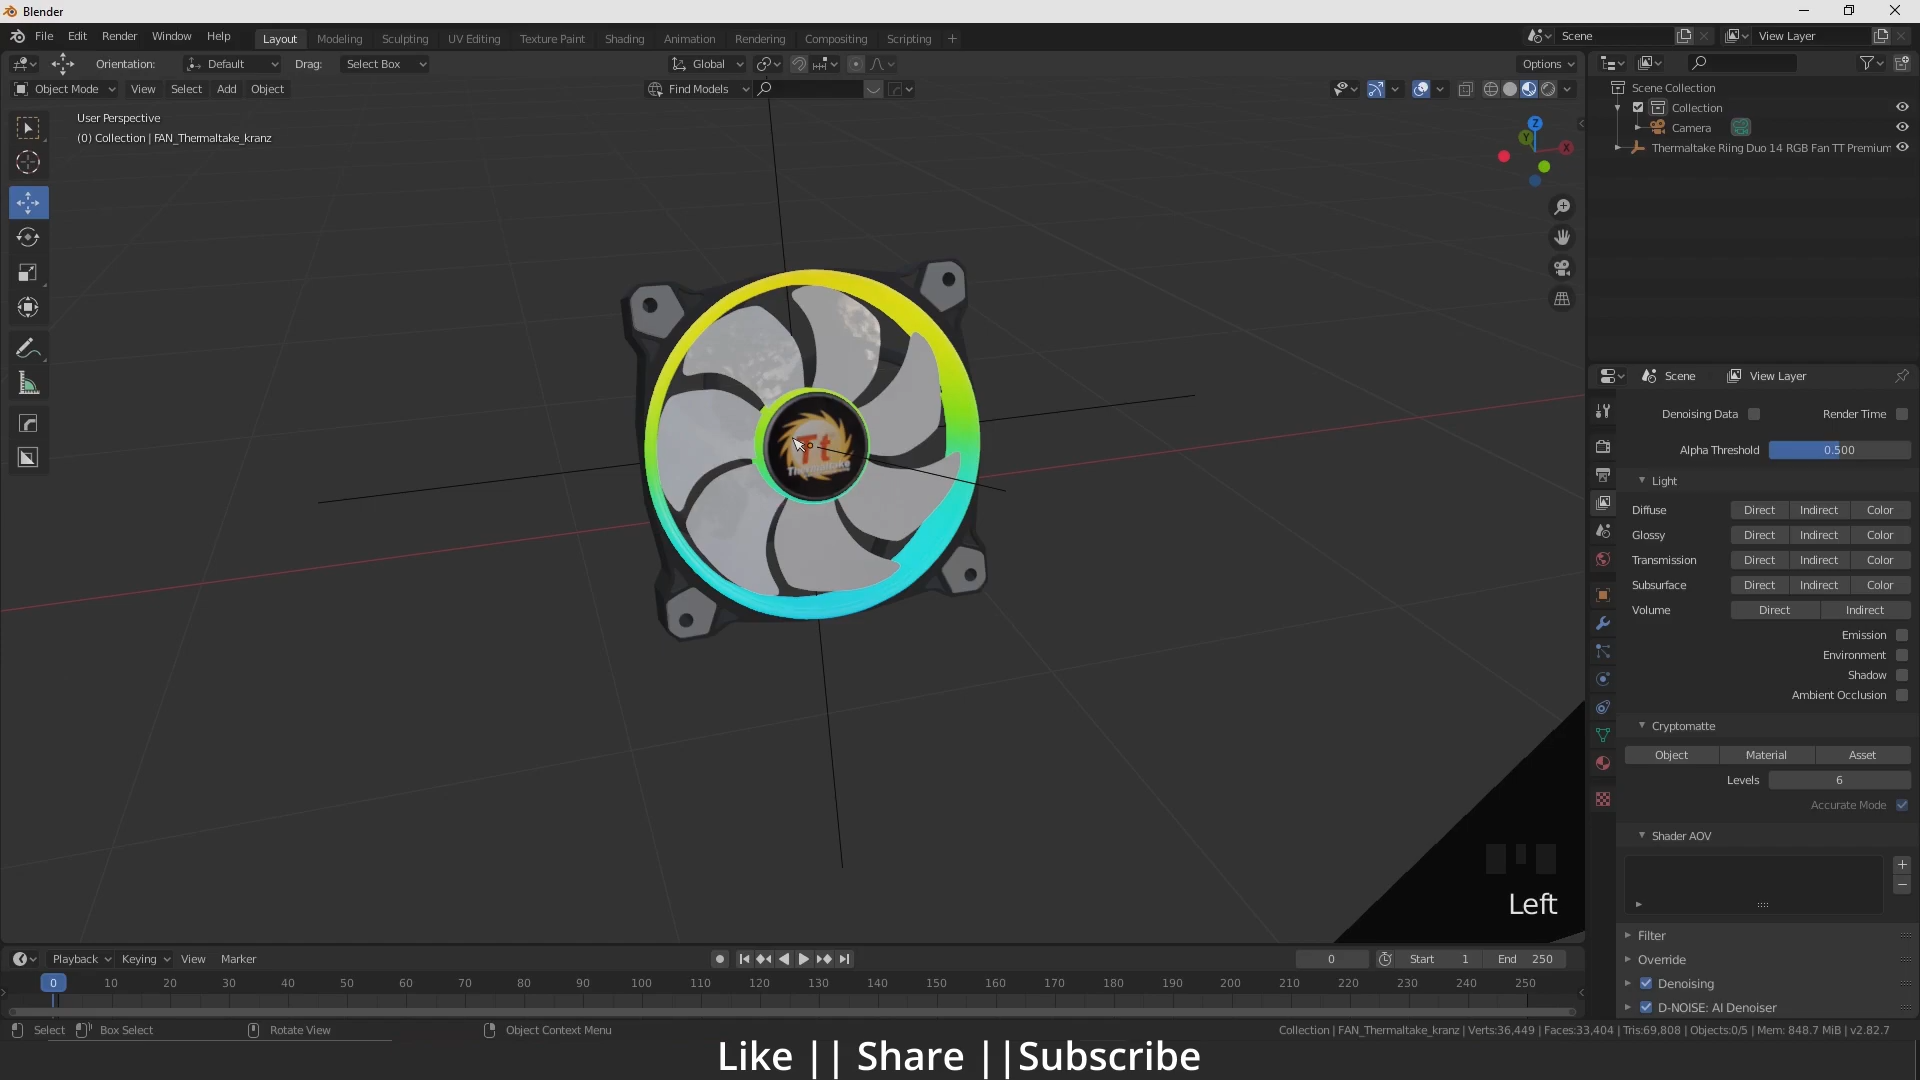 Blender
File Edit Render Window Help Layout Modeling Sculpting UV Editing Texture Paint Shading Animation Rendering Compositing Scripting + Scene View Layer
Orientation: Default Drag: Select Box Global Options
Object Mode View Select Add Object Find Models
User Perspective
(0) Collection | FAN_Thermaltake_kranz
Z
Y
X
Tt
Thermaltake
Scene Collection
Collection
Camera
Thermaltake Riing Duo 14 RGB Fan TT Premium
Scene View Layer
Denoising Data Render Time
Alpha Threshold 0.500
Light
Diffuse Direct Indirect Color
Glossy Direct Indirect Color
Transmission Direct Indirect Color
Subsurface Direct Indirect Color
Volume Direct Indirect
Emission
Environment
Shadow
Ambient Occlusion
Cryptomatte
Object Material Asset
Levels 6
Accurate Mode
Shader AOV
Filter
Override
Denoising
D-NOISE: AI Denoiser
Left
Playback Keying View Marker 0 Start 1 End 250
0 10 20 30 40 50 60 70 80 90 100 110 120 130 140 150 160 170 180 190 200 210 220 230 240 250
Select Box Select Rotate View Object Context Menu Collection | FAN_Thermaltake_kranz | Verts:36,449 | Faces:33,404 | Tris:69,808 | Objects:0/5 | Mem: 848.7 MiB | v2.82.7
Like || Share ||Subscribe